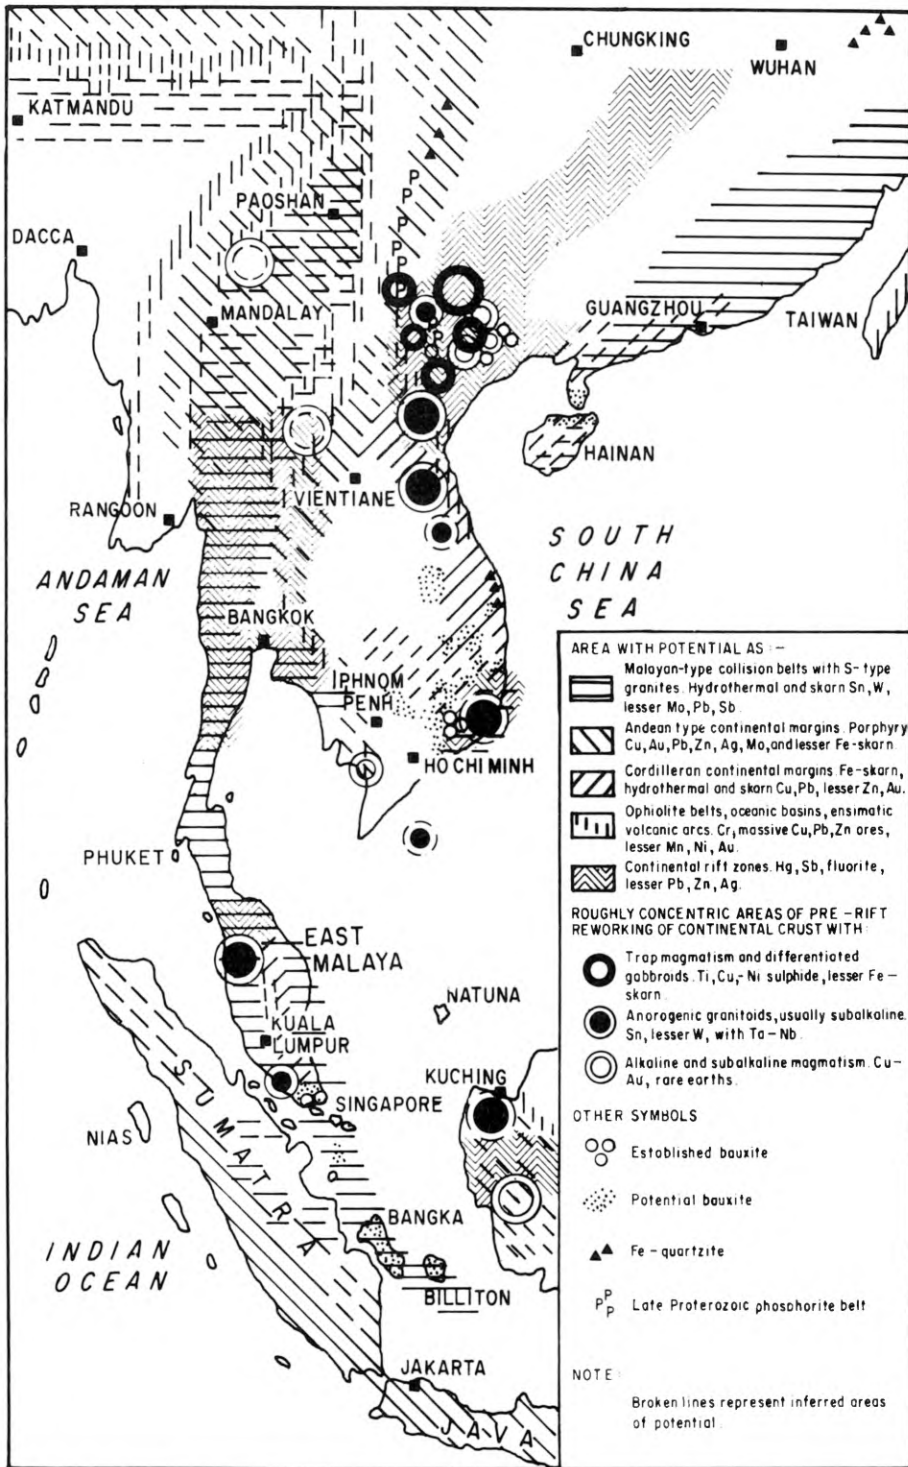 CHUNGKING
WUHAN
KATMANDU
PAOSHAN
DACCA
MANDALAY
GUANGZHOU
TAIWAN
HAINAN
VIENTIANE
RANGOON
SOUTH
CHINA
SEA
ANDAMAN
SEA
BANGKOK
PHNOM
PENH
HO CHI MINH
PHUKET
EAST
MALAYA
NATUNA
KUALA
LUMPUR
KUCHING
SINGAPORE
NIAS
SUMATRA
BANGKA
INDIAN
OCEAN
BILLITON
JAKARTA
JAVA
P
P
P
P
P
P
P
P
AREA WITH POTENTIAL AS :-
Malayan-type collision belts with S-type
granites. Hydrothermal and skarn Sn, W,
lesser Mo, Pb, Sb.
Andean type continental margins. Porphyry
Cu, Au, Pb, Zn, Ag, Mo, and lesser Fe-skarn.
Cordilleran continental margins. Fe-skarn,
hydrothermal and skarn Cu, Pb, lesser Zn, Au.
Ophiolite belts, oceanic basins, ensimatic
volcanic arcs. Cr, massive Cu, Pb, Zn ores,
lesser Mn, Ni, Au.
Continental rift zones. Hg, Sb, fluorite,
lesser Pb, Zn, Ag.
ROUGHLY CONCENTRIC AREAS OF PRE-RIFT
REWORKING OF CONTINENTAL CRUST WITH:
Trap magmatism and differentiated
gabbroids. Ti, Cu,-Ni sulphide, lesser Fe-
skarn.
Anorogenic granitoids, usually subalkaline.
Sn, lesser W, with Ta-Nb.
Alkaline and subalkaline magmatism. Cu-
Au, rare earths.
OTHER SYMBOLS
Established bauxite
Potential bauxite
Fe-quartzite
P P P Late Proterozoic phosphorite belt
NOTE:
Broken lines represent inferred areas
of potential.